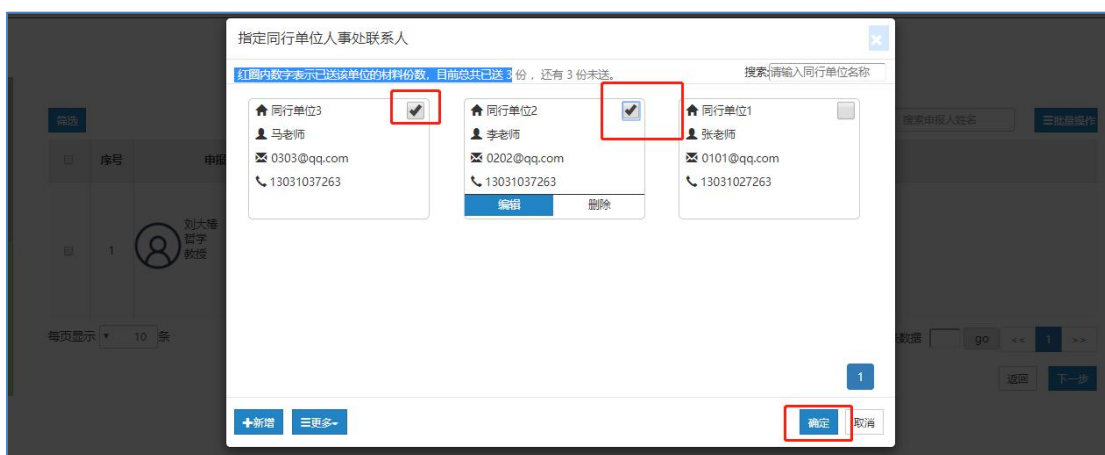 指定同行单位人事处联系人
×
红圈内数字表示已送该单位的材料份数，目前总共已送 3 份，还有 3 份未送。
搜索:请输入同行单位名称
同行单位3
马老师
0303@qq.com
13031037263
同行单位2
李老师
0202@qq.com
13031037263
编辑 删除
同行单位1
张老师
0101@qq.com
13031027263
筛选
搜索申报人姓名
批量操作
序号
申报
1
刘大椿
哲学
教授
每页显示 10 条
数据 go << 1 >>
返回 下一步
1
+新增 更多
确定 取消